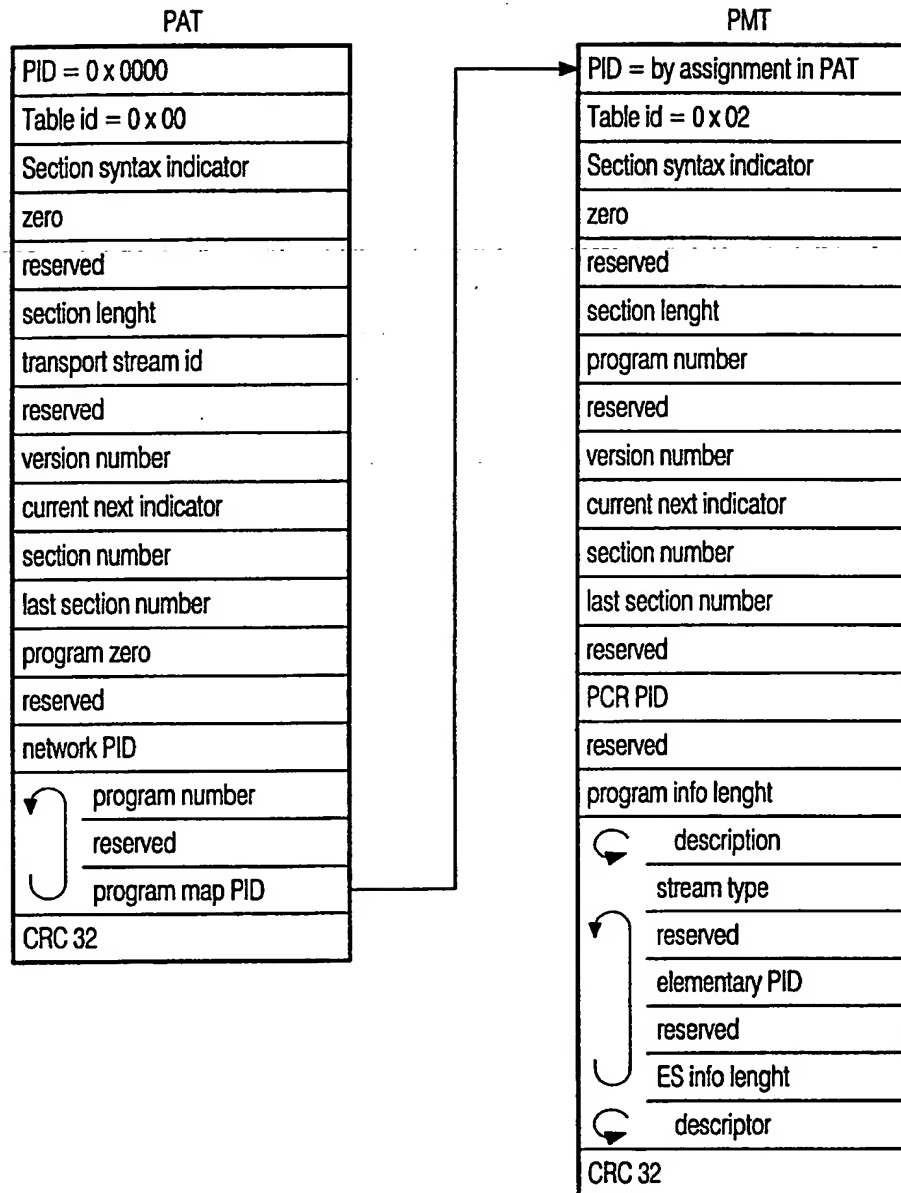 PAT
PID = 0 x 0000
Table id = 0 x 00
Section syntax indicator
zero
reserved
section lenght
transport stream id
reserved
version number
current next indicator
section number
last section number
program zero
reserved
network PID
program number
reserved
program map PID
CRC 32
PMT
PID = by assignment in PAT
Table id = 0 x 02
Section syntax indicator
zero
reserved
section lenght
program number
reserved
version number
current next indicator
section number
last section number
reserved
PCR PID
reserved
program info lenght
description
stream type
reserved
elementary PID
reserved
ES info lenght
descriptor
CRC 32